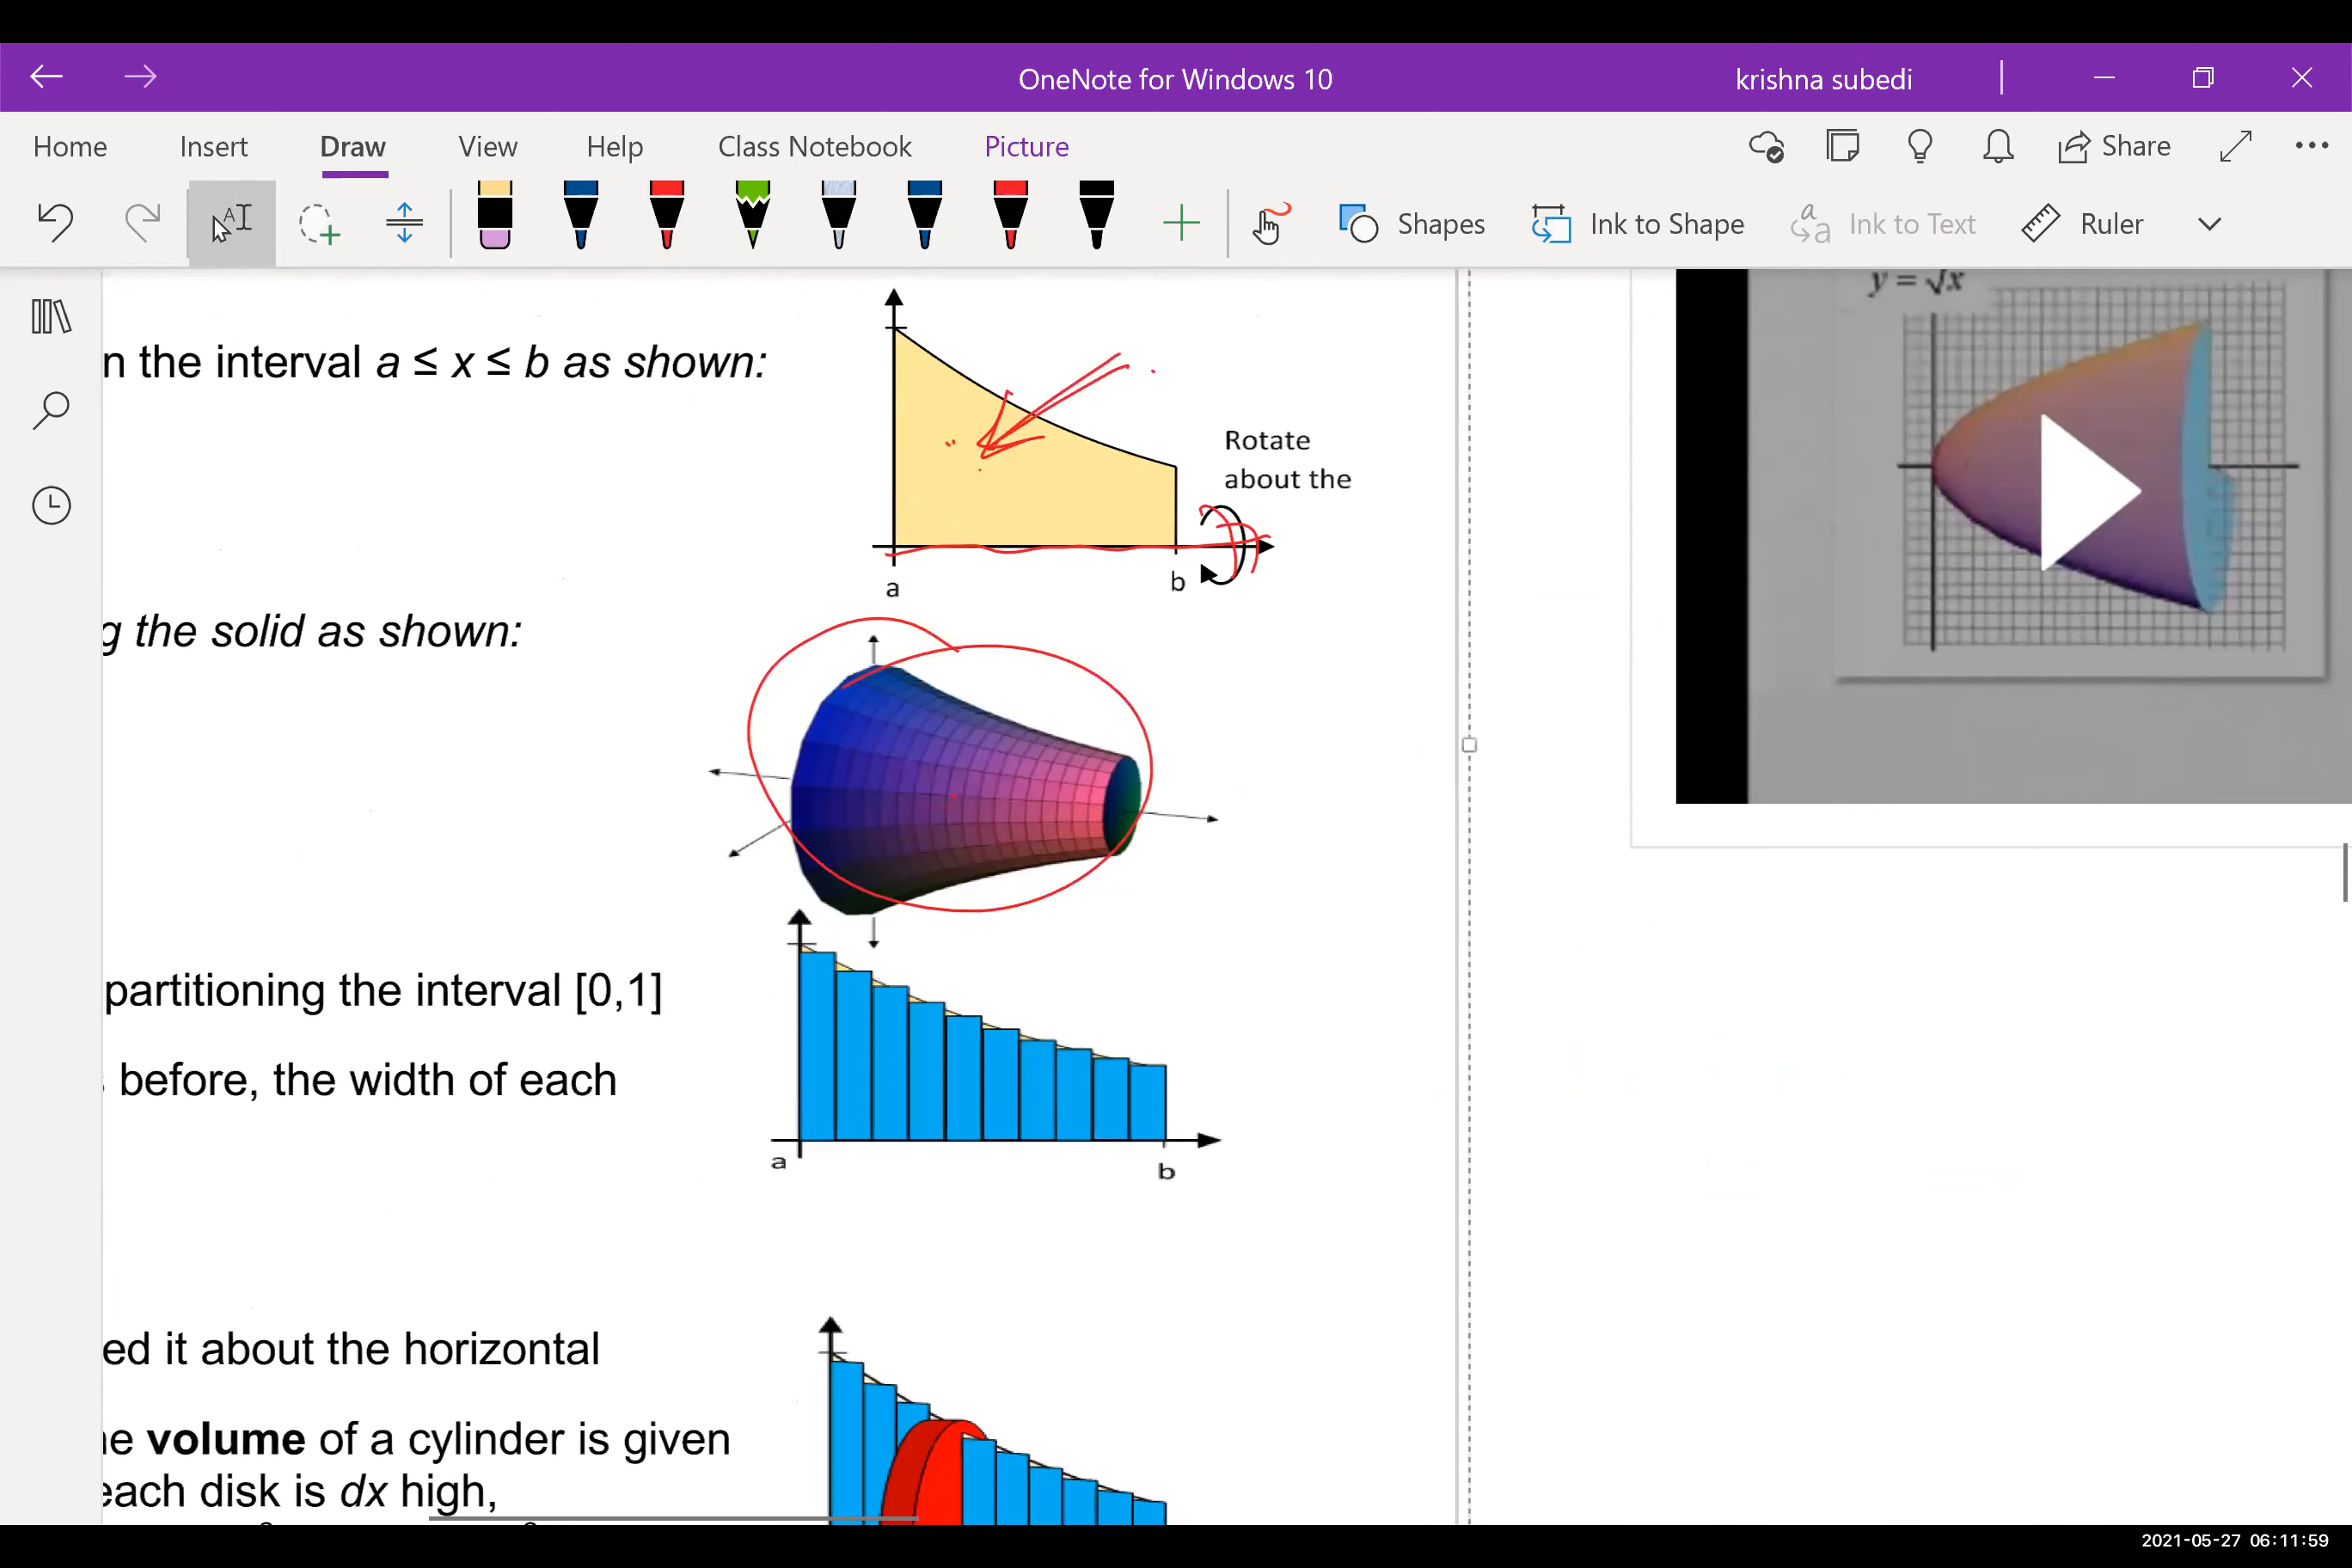 OneNote for Windows 10
krishna subedi
Home Insert Draw View Help Class Notebook Picture
Share
Shapes
Ink to Shape
Ink to Text
Ruler
n the interval a ≤ x ≤ b as shown:
Rotate
about the
a
b
y = √x
g the solid as shown:
partitioning the interval [0,1]
before, the width of each
a
b
ed it about the horizontal
e volume of a cylinder is given
each disk is dx high,
2021-05-27 06:11:59